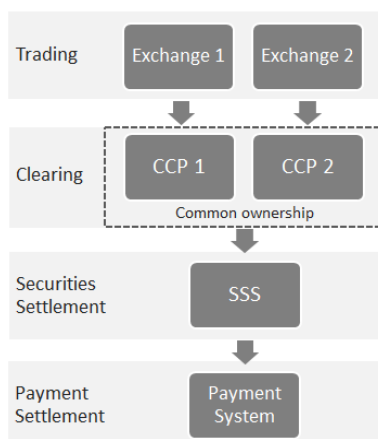 Trading
Exchange 1
Exchange 2
Clearing
CCP 1
CCP 2
Common ownership
Securities
Settlement
SSS
Payment
Settlement
Payment
System